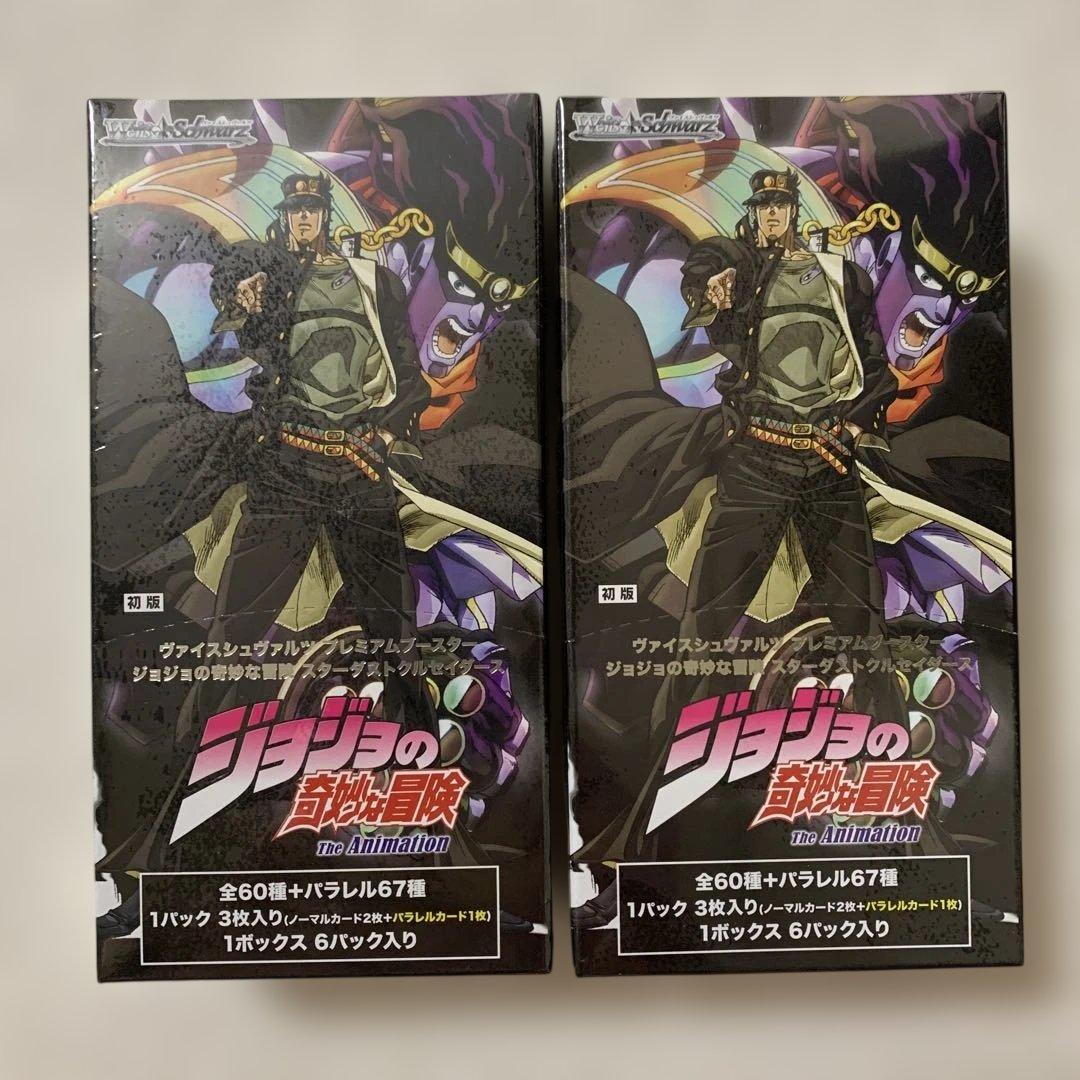 Weiß Schwarz
初版
ヴァイスシュヴァルツ プレミアムブースター
ジョジョの奇妙な冒険 スターダストクルセイダース
ジョジョの
奇妙な冒険
The Animation
全60種+パラレル67種
1パック 3枚入り(ノーマルカード2枚+パラレルカード1枚)
1ボックス 6パック入り
Weiß Schwarz
初版
ヴァイスシュヴァルツ プレミアムブースター
ジョジョの奇妙な冒険 スターダストクルセイダース
ジョジョの
奇妙な冒険
The Animation
全60種+パラレル67種
1パック 3枚入り(ノーマルカード2枚+パラレルカード1枚)
1ボックス 6パック入り